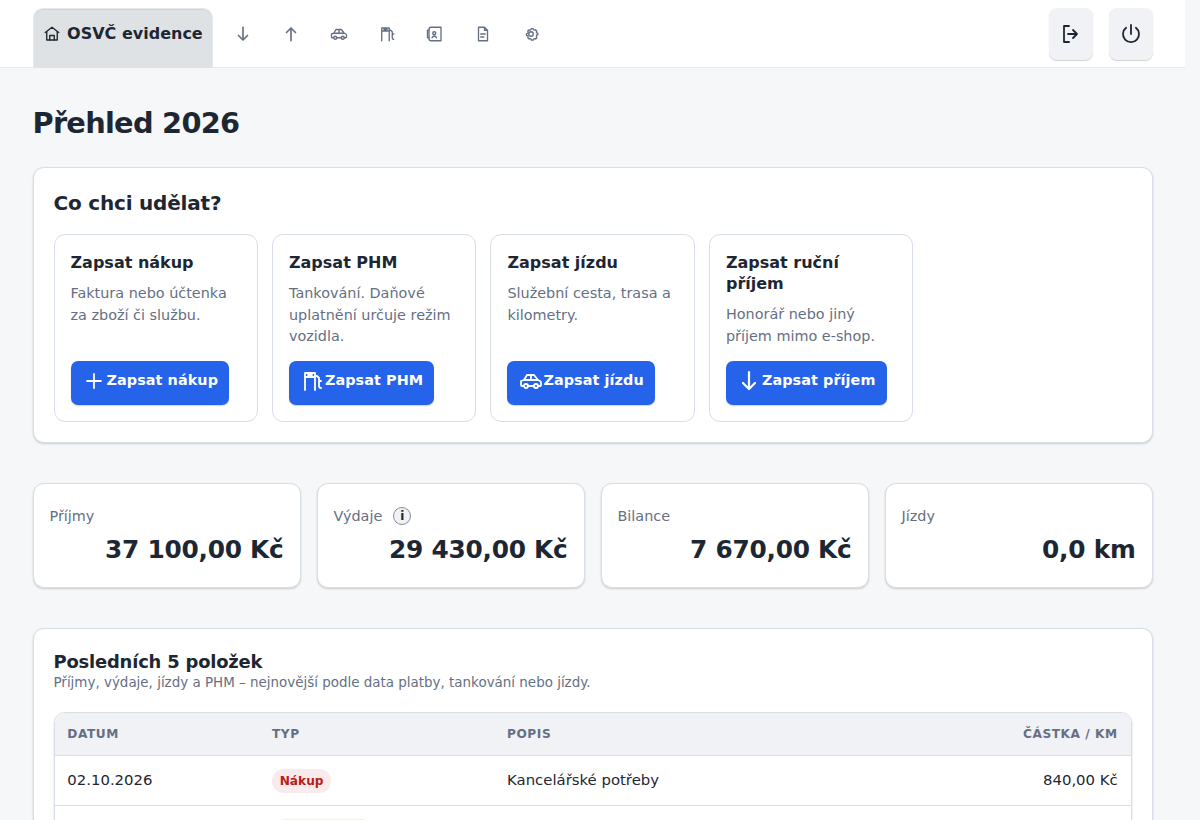 OSVČ evidence
Přehled 2026
Co chci udělat?
Zapsat nákup
Faktura nebo účtenka
za zboží či službu.
Zapsat nákup
Zapsat PHM
Tankování. Daňové
uplatnění určuje režim
vozidla.
Zapsat PHM
Zapsat jízdu
Služební cesta, trasa a
kilometry.
Zapsat jízdu
Zapsat ruční
příjem
Honorář nebo jiný
příjem mimo e-shop.
Zapsat příjem
Příjmy
37 100,00 Kč
Výdaje i
29 430,00 Kč
Bilance
7 670,00 Kč
Jízdy
0,0 km
Posledních 5 položek
Příjmy, výdaje, jízdy a PHM – nejnovější podle data platby, tankování nebo jízdy.
DATUM TYP POPIS ČÁSTKA / KM
02.10.2026 Nákup Kancelářské potřeby 840,00 Kč